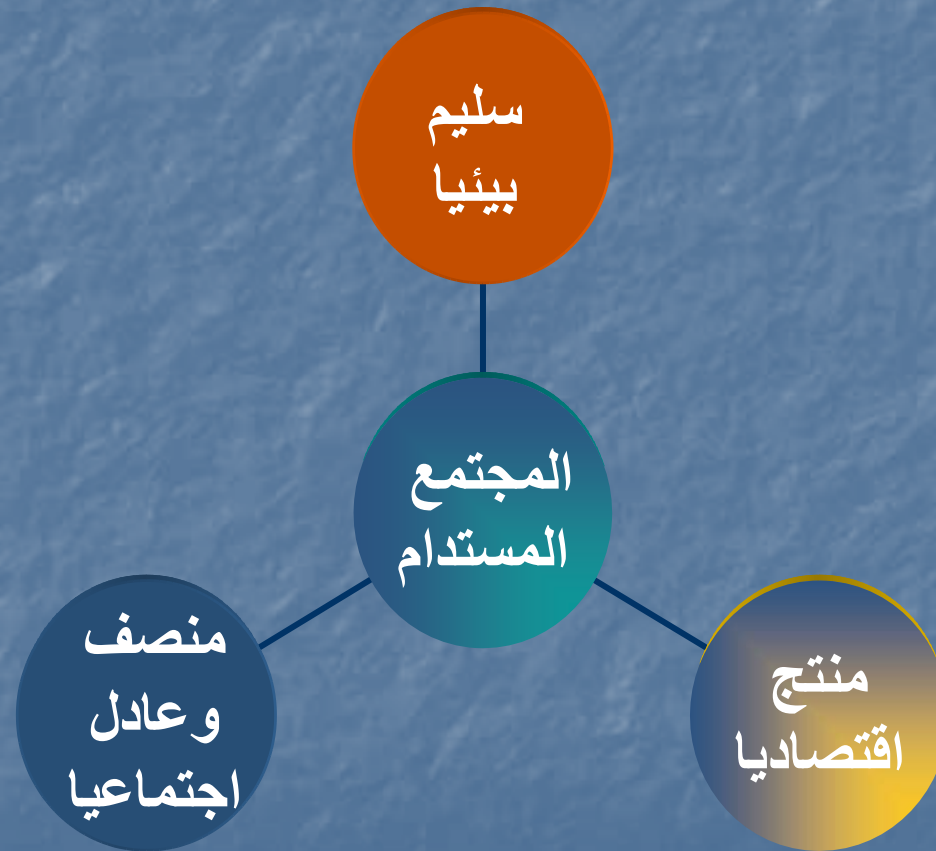 سليم
بيئيا
المجتمع
المستدام
منتج
اقتصاديا
منصف
وعادل
اجتماعيا